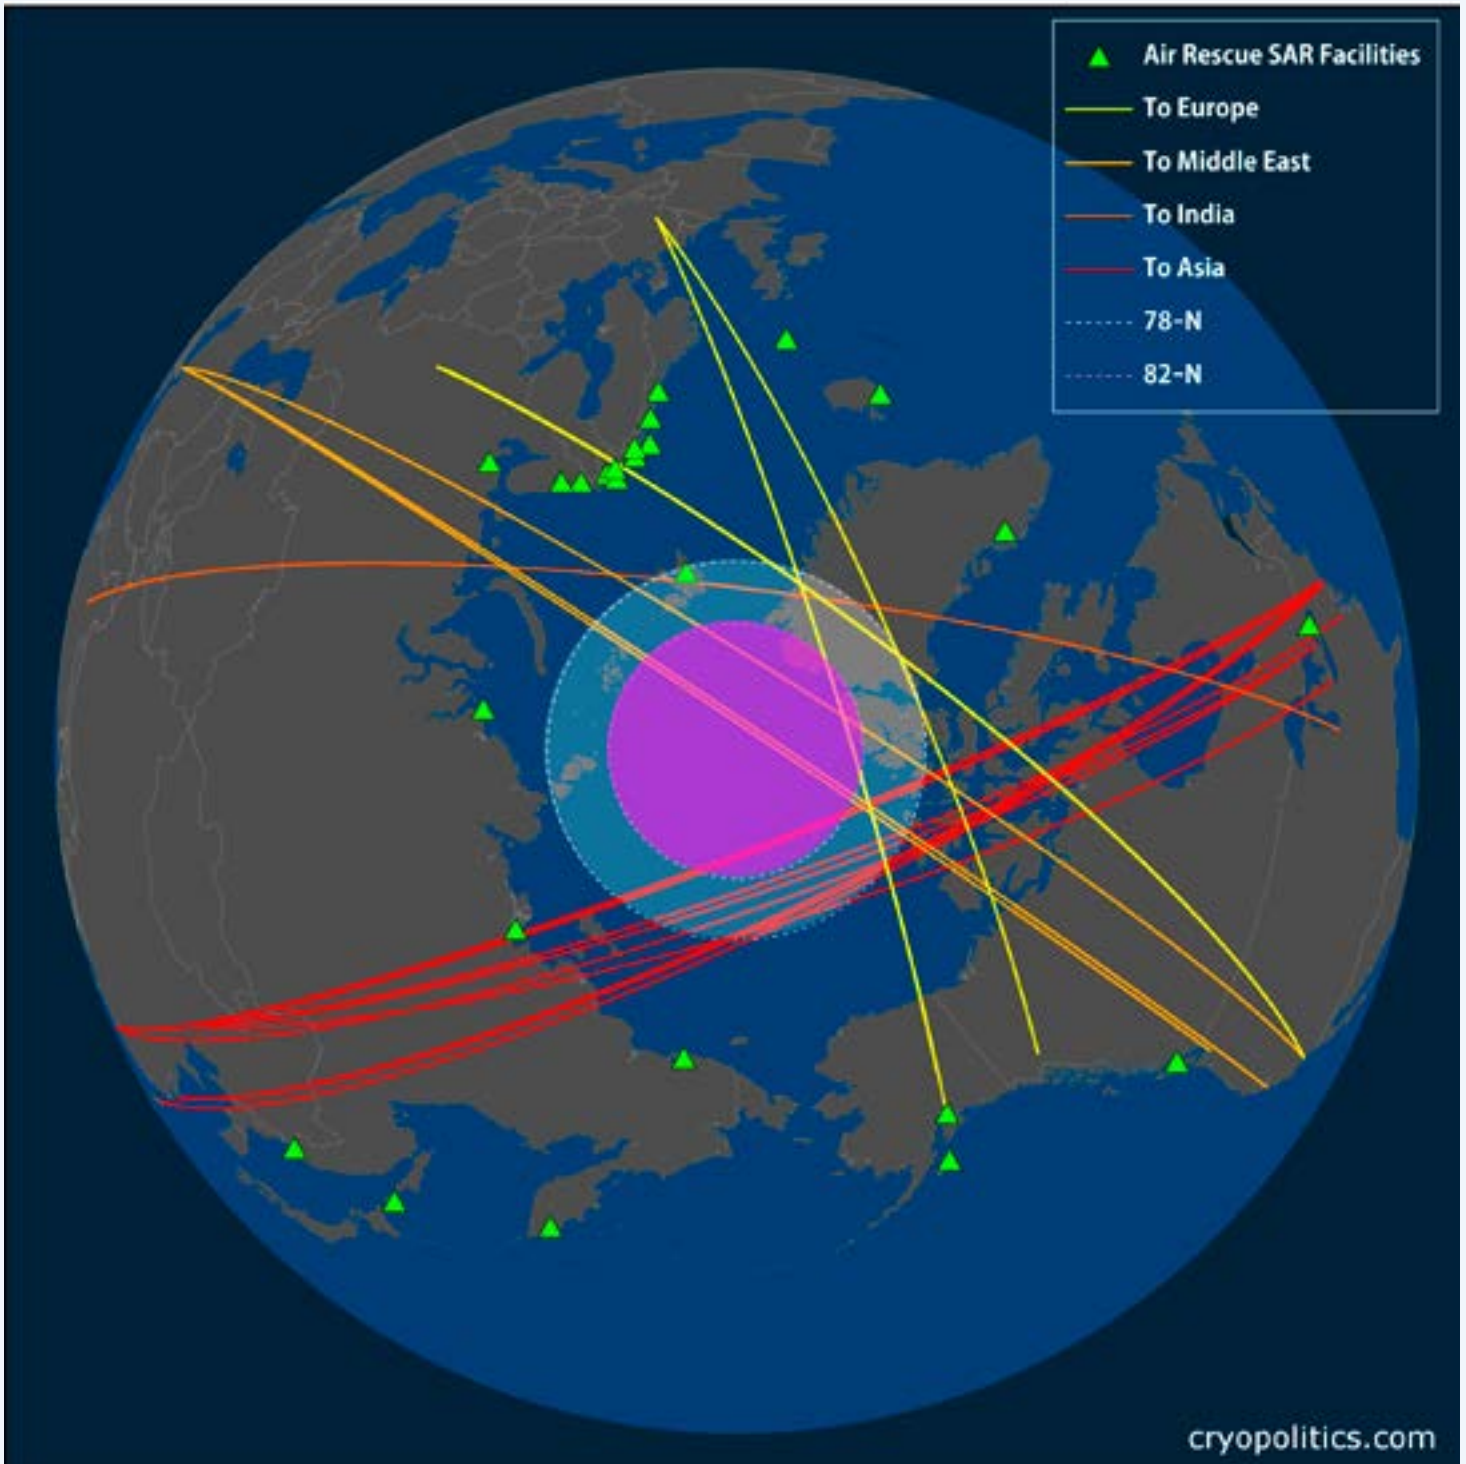 Air Rescue SAR Facilities
To Europe
To Middle East
To India
To Asia
78-N
82-N
cryopolitics.com